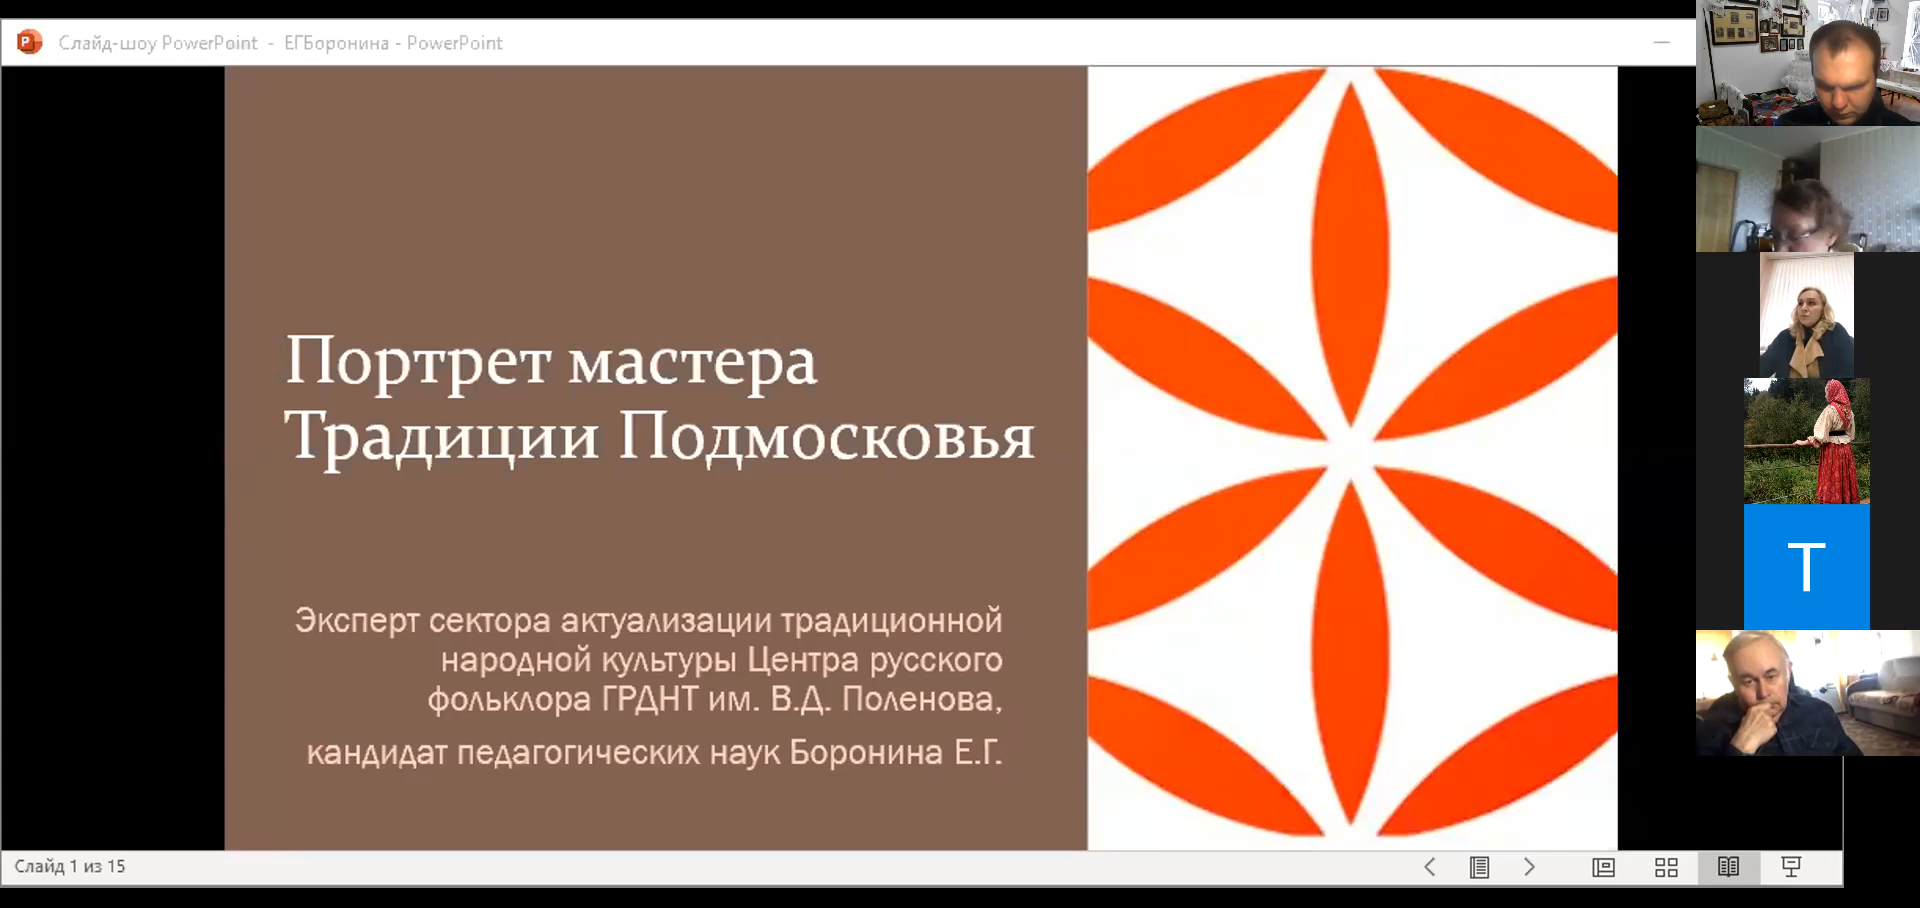 Слайд-шоу PowerPoint - ЕГБоронина - PowerPoint
Портрет мастера
Традиции Подмосковья
Эксперт сектора актуализации традиционной
народной культуры Центра русского
фольклора ГРДНТ им. В.Д. Поленова,
кандидат педагогических наук Боронина Е.Г.
T
Слайд 1 из 15